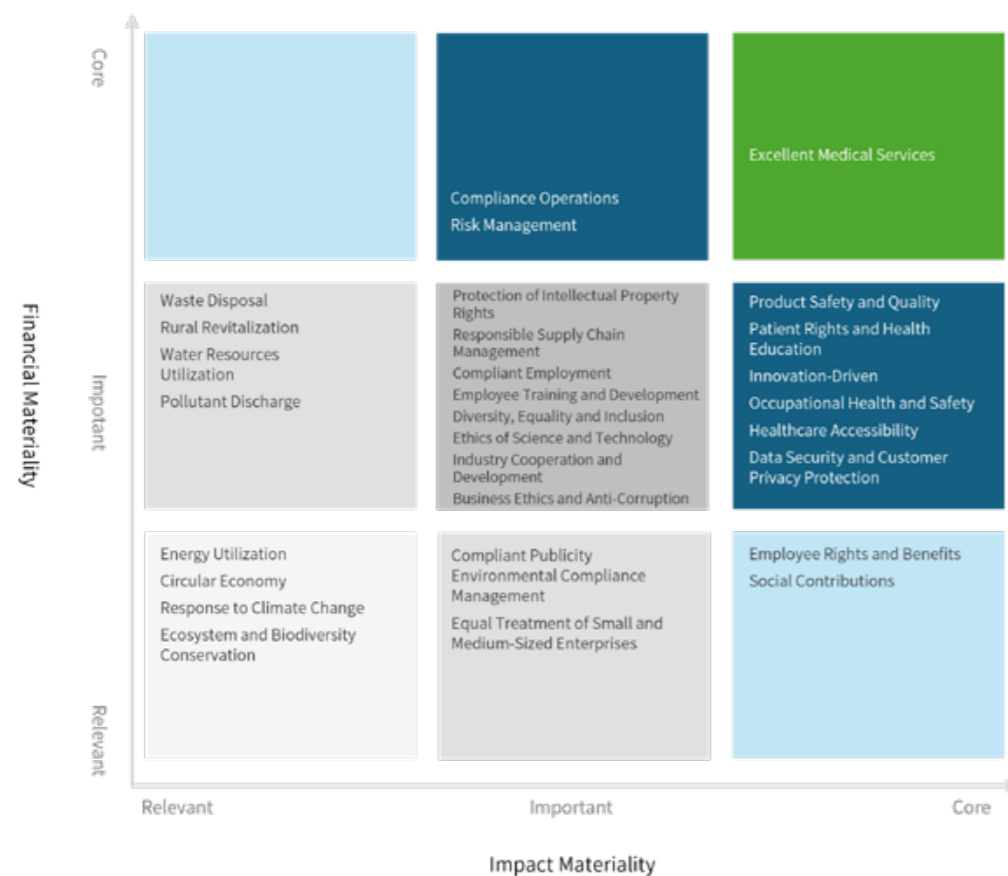 Core
Excellent Medical Services
Compliance Operations
Risk Management
Financial Materiality
Impotant
Waste Disposal
Rural Revitalization
Water Resources
Utilization
Pollutant Discharge
Protection of Intellectual Property
Rights
Responsible Supply Chain
Management
Compliant Employment
Employee Training and Development
Diversity, Equality and Inclusion
Ethics of Science and Technology
Industry Cooperation and
Development
Business Ethics and Anti-Corruption
Product Safety and Quality
Patient Rights and Health
Education
Innovation-Driven
Occupational Health and Safety
Healthcare Accessibility
Data Security and Customer
Privacy Protection
Relevant
Energy Utilization
Circular Economy
Response to Climate Change
Ecosystem and Biodiversity
Conservation
Compliant Publicity
Environmental Compliance
Management
Equal Treatment of Small and
Medium-Sized Enterprises
Employee Rights and Benefits
Social Contributions
Relevant
Important
Core
Impact Materiality